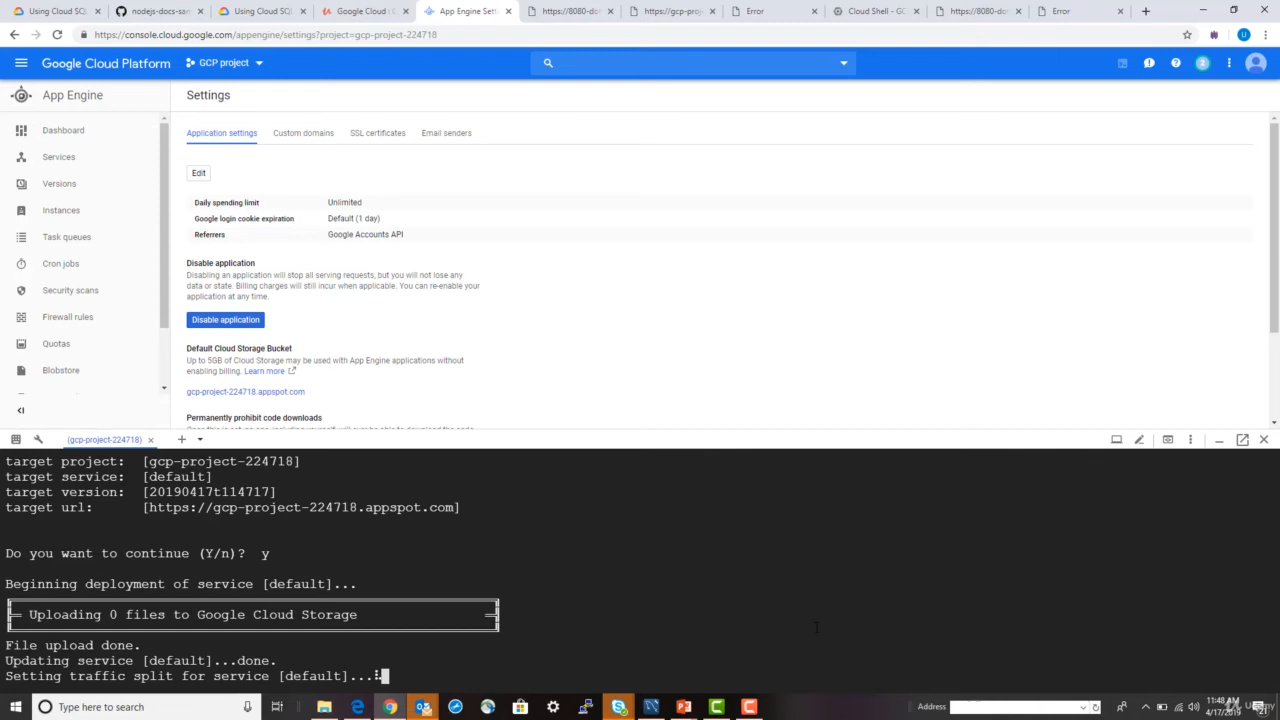 Using Cloud SQ
nodejs-docs-sa
Using Cloud SQ
Google Cloud :
App Engine Sett
https://8080-do
https://gcp-proj
Error
Cloud Shell - GC
https://8080-do
Error
https://console.cloud.google.com/appengine/settings?project=gcp-project-224718
U
Google Cloud Platform
GCP project
2
App Engine
Settings
Dashboard
Services
Versions
Instances
Task queues
Cron jobs
Security scans
Firewall rules
Quotas
Blobstore
Application settings
Custom domains
SSL certificates
Email senders
Edit
Daily spending limit Unlimited
Google login cookie expiration Default (1 day)
Referrers Google Accounts API
Disable application
Disabling an application will stop all serving requests, but you will not lose any
data or state. Billing charges will still incur when applicable. You can re-enable your
application at any time.
Disable application
Default Cloud Storage Bucket
Up to 5GB of Cloud Storage may be used with App Engine applications without
enabling billing. Learn more
gcp-project-224718.appspot.com
Permanently prohibit code downloads
(gcp-project-224718)
target project: [gcp-project-224718]
target service: [default]
target version: [20190417t114717]
target url: [https://gcp-project-224718.appspot.com]
Do you want to continue (Y/n)? y
Beginning deployment of service [default]...
Uploading 0 files to Google Cloud Storage
File upload done.
Updating service [default]...done.
Setting traffic split for service [default]...
Type here to search
Address
11:48 AM
4/17/2019